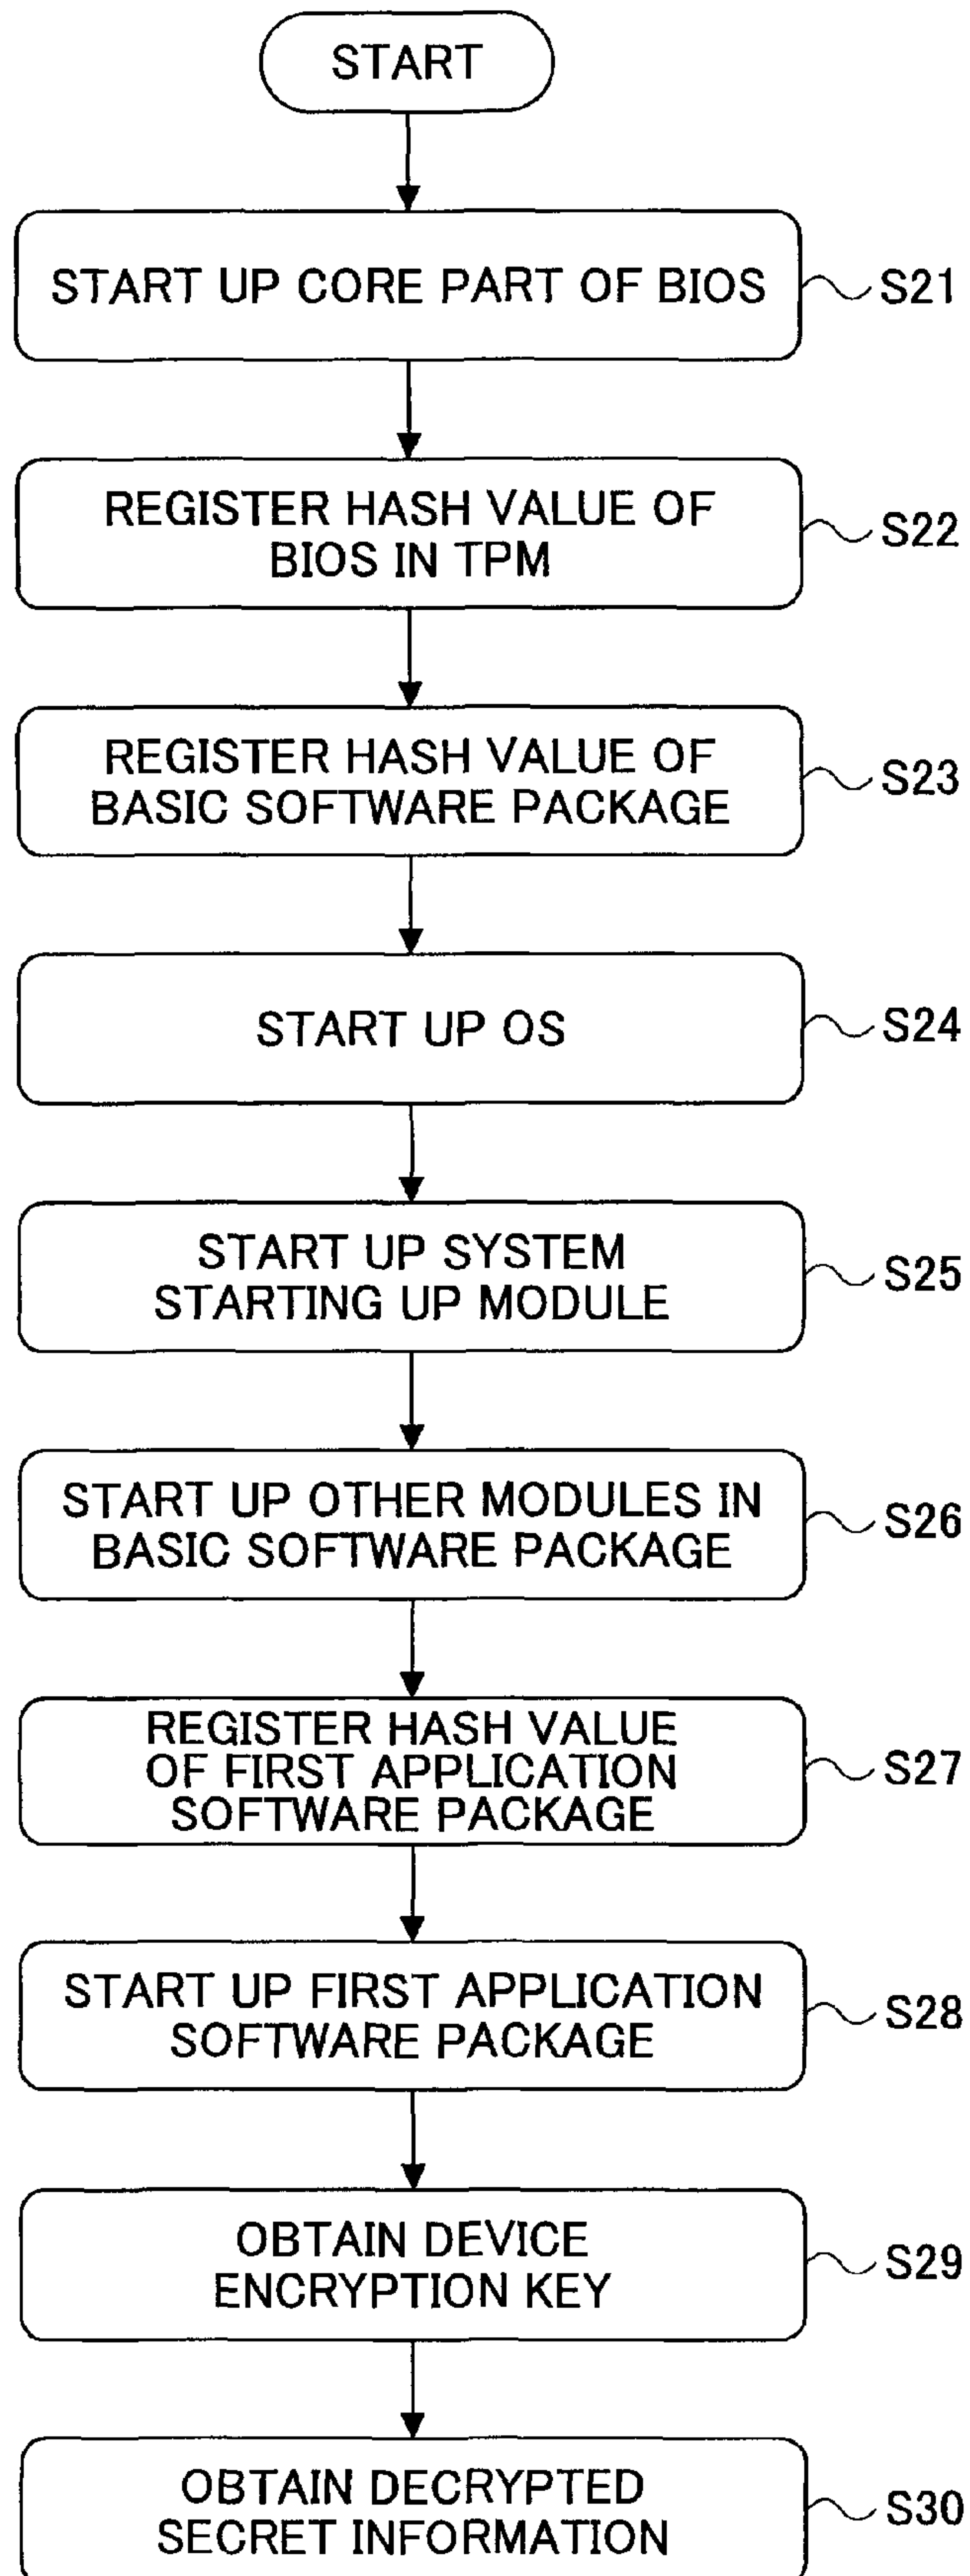 START
START UP CORE PART OF BIOS
S21
REGISTER HASH VALUE OF
BIOS IN TPM
S22
REGISTER HASH VALUE OF
BASIC SOFTWARE PACKAGE
S23
START UP OS
S24
START UP SYSTEM
STARTING UP MODULE
S25
START UP OTHER MODULES IN
BASIC SOFTWARE PACKAGE
S26
REGISTER HASH VALUE
OF FIRST APPLICATION
SOFTWARE PACKAGE
S27
START UP FIRST APPLICATION
SOFTWARE PACKAGE
S28
OBTAIN DEVICE
ENCRYPTION KEY
S29
OBTAIN DECRYPTED
SECRET INFORMATION
S30